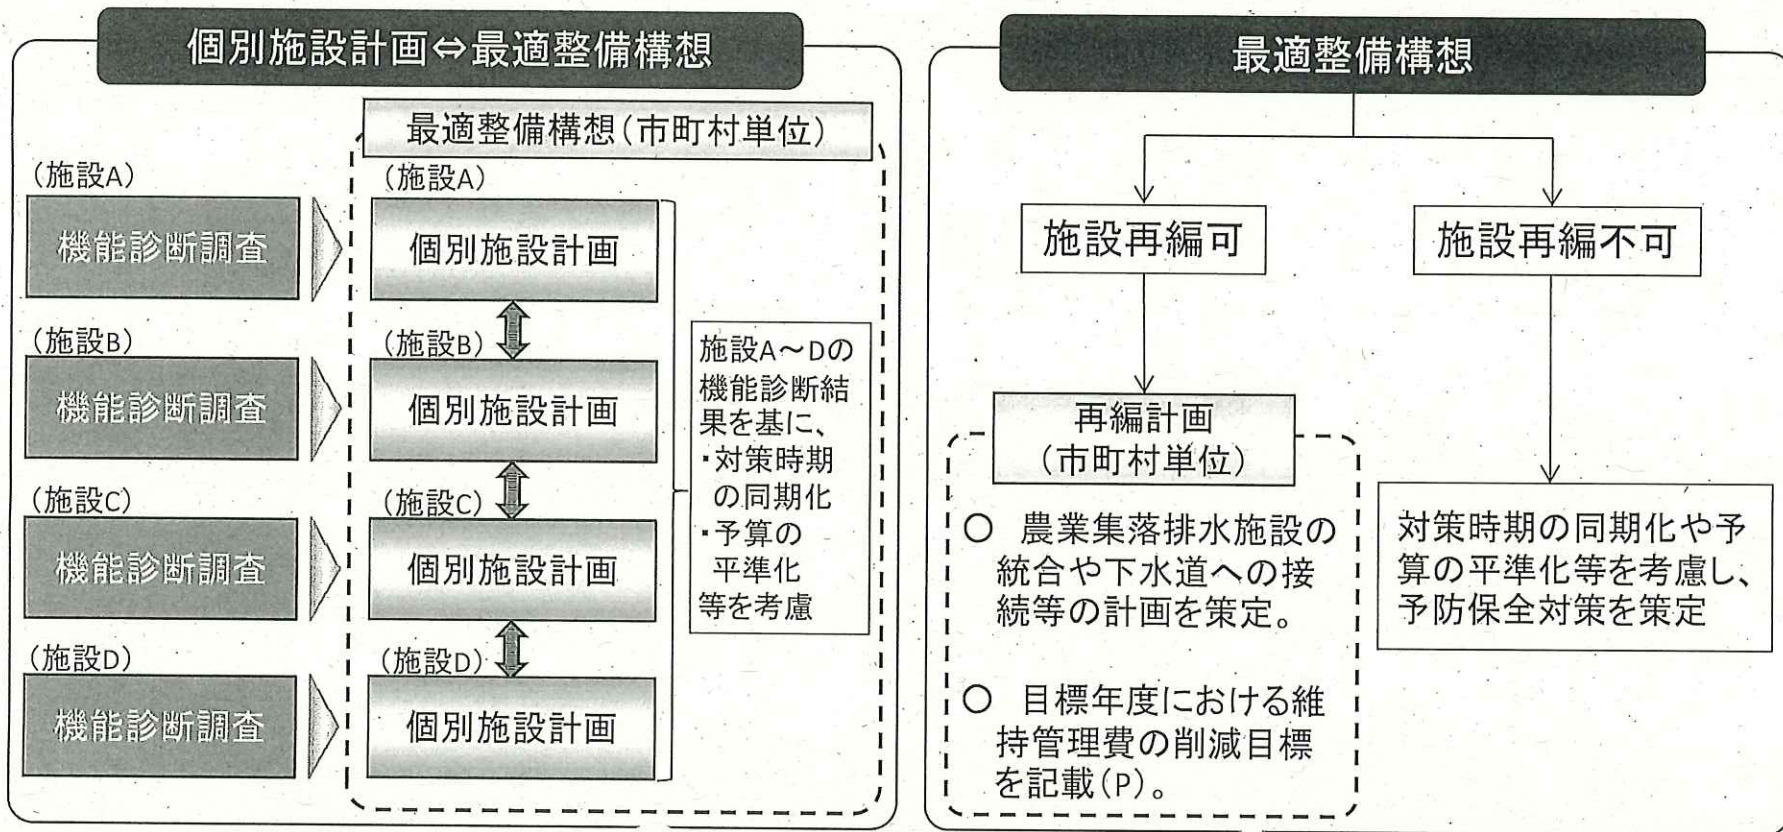 個別施設計画⇔最適整備構想
最適整備構想(市町村単位)
(施設A)
機能診断調査
(施設A)
個別施設計画
(施設B)
機能診断調査
(施設B)
個別施設計画
(施設C)
機能診断調査
(施設C)
個別施設計画
(施設D)
機能診断調査
(施設D)
個別施設計画
施設A～Dの
機能診断結
果を基に、
・対策時期
の同期化
・予算の
平準化
等を考慮
最適整備構想
施設再編可
施設再編不可
再編計画
(市町村単位)
○ 農業集落排水施設の
統合や下水道への接
続等の計画を策定。
○ 目標年度における維
持管理費の削減目標
を記載(P)。
対策時期の同期化や予
算の平準化等を考慮し、
予防保全対策を策定